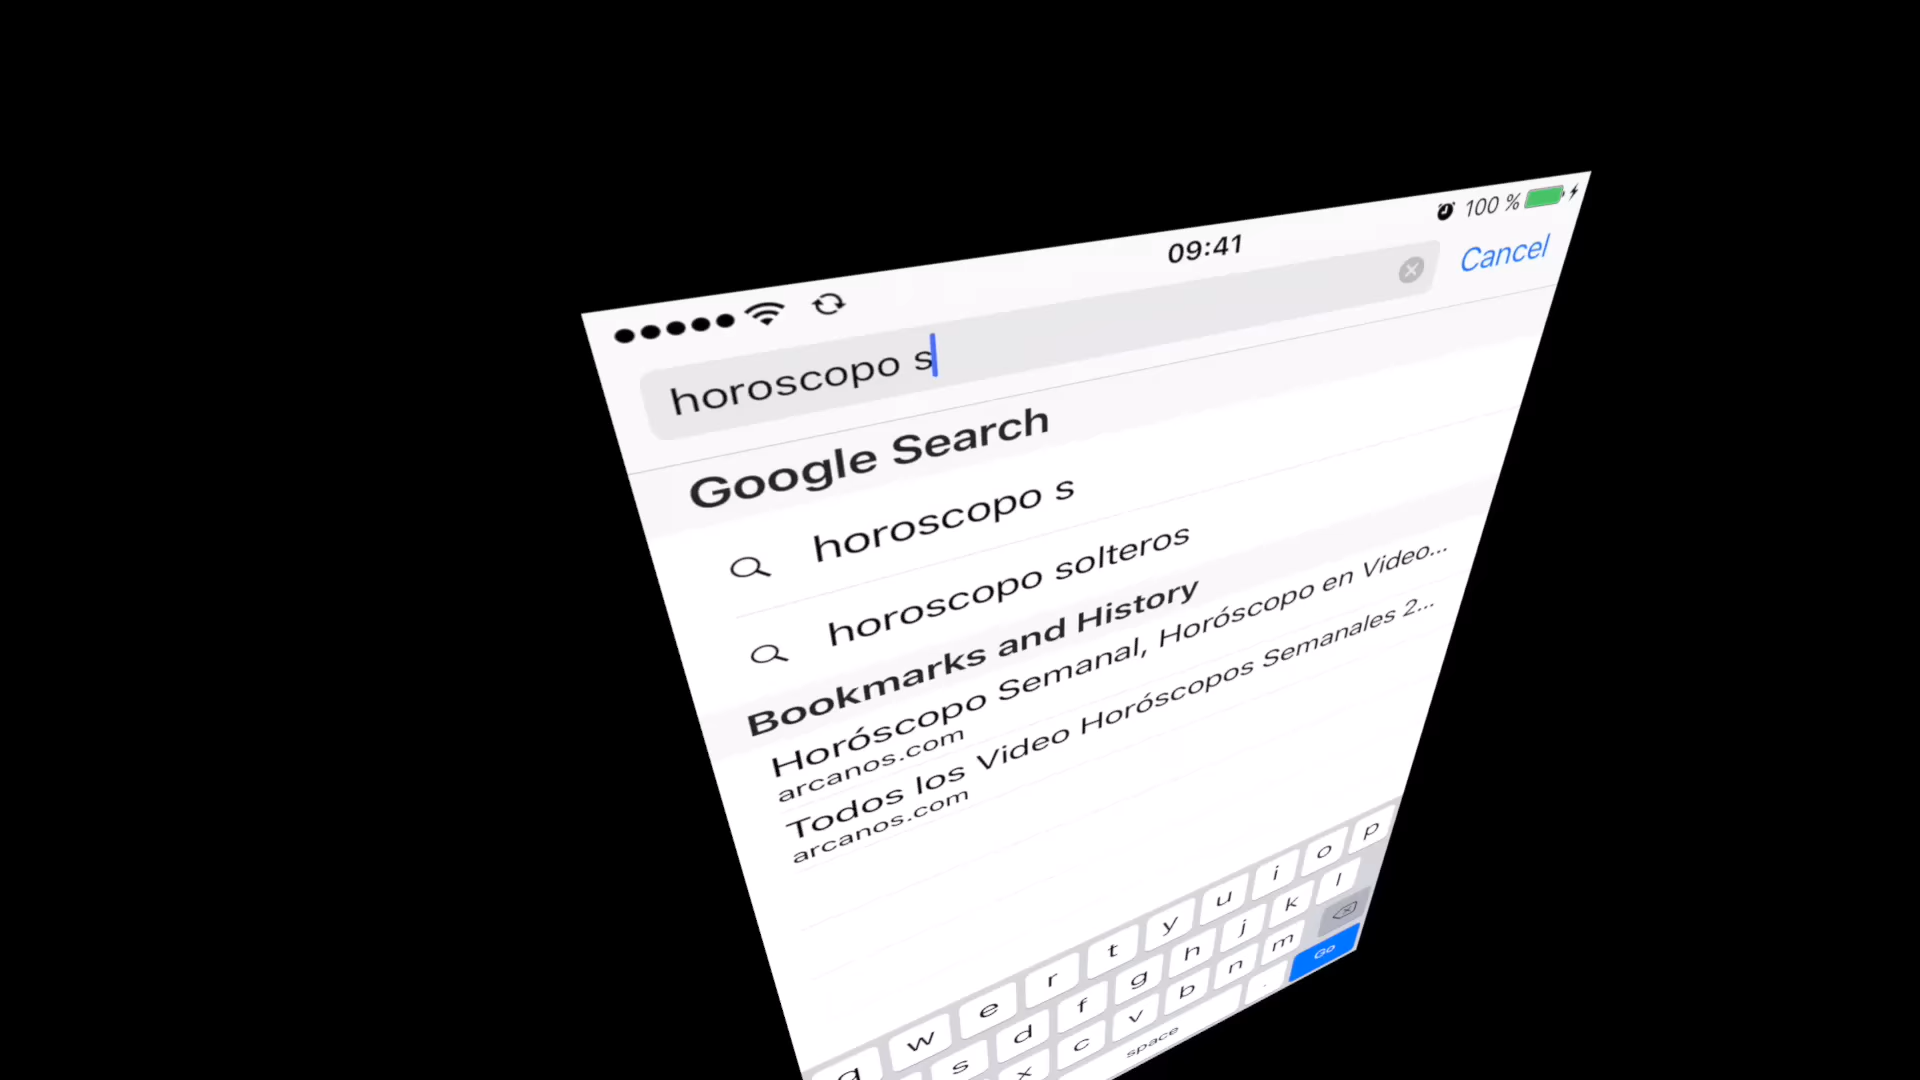 09:41
100 %
horoscopo s
Cancel
Google Search
horoscopo s
horoscopo solteros
Bookmarks and History
Horóscopo Semanal, Horóscopo en Video...
arcanos.com
Todos los Video Horóscopos Semanales 2...
arcanos.com
q w e r t y u i o p
s d f g h j k l
x c v b n m
space . Go